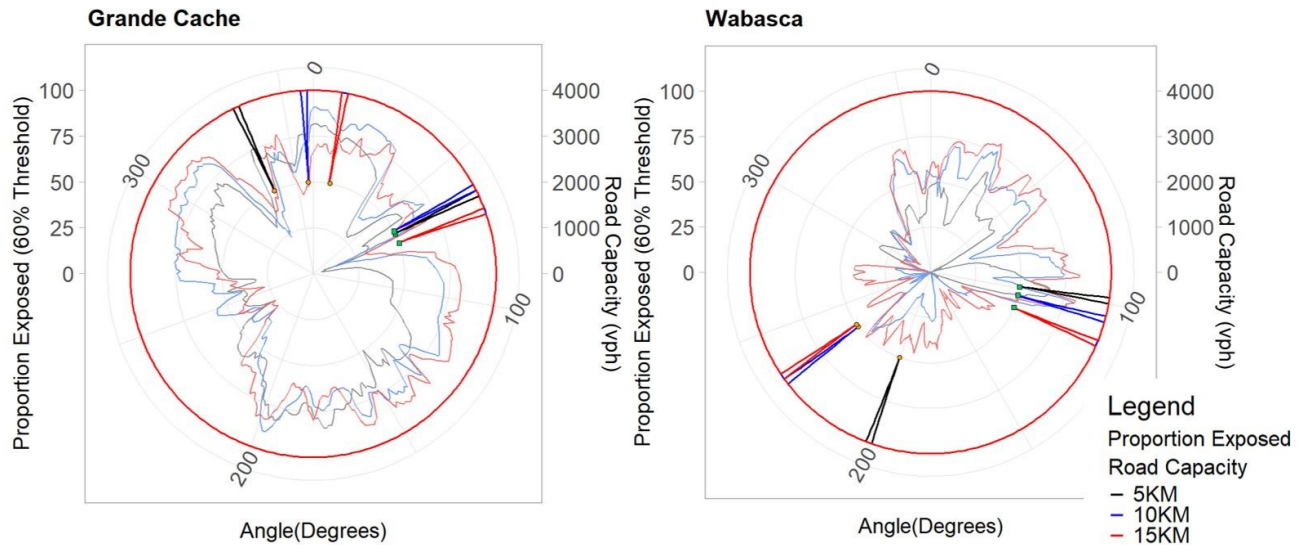 Grande Cache
Proportion Exposed (60% Threshold)
100
75
50
25
0
0
100
200
300
4000
3000
2000
1000
0
Road Capacity (vph)
Angle(Degrees)
Wabasca
Proportion Exposed (60% Threshold)
100
75
50
25
0
0
100
200
300
4000
3000
2000
1000
0
Road Capacity (vph)
Angle(Degrees)
Legend
Proportion Exposed
Road Capacity
5KM
10KM
15KM